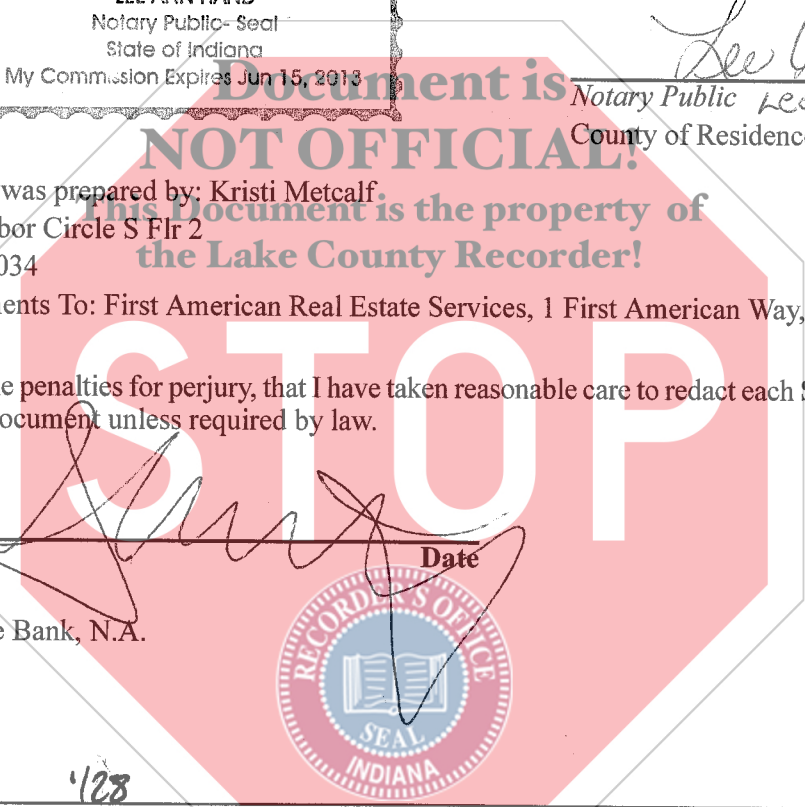 Notary Public- Seal
State of Indiana
My Commission Expires Jun 15, 2013
Document is
NOT OFFICIAL!
This Document is the property of
the Lake County Recorder!
Notary Public
County of Residenc
was prepared by: Kristi Metcalf
bor Circle S Flr 2
034
ents To: First American Real Estate Services, 1 First American Way,
STOP
e penalties for perjury, that I have taken reasonable care to redact each S
ocument unless required by law.
Date
RECORDER'S OFFICE
SEAL
INDIANA
e Bank, N.A.
1/28